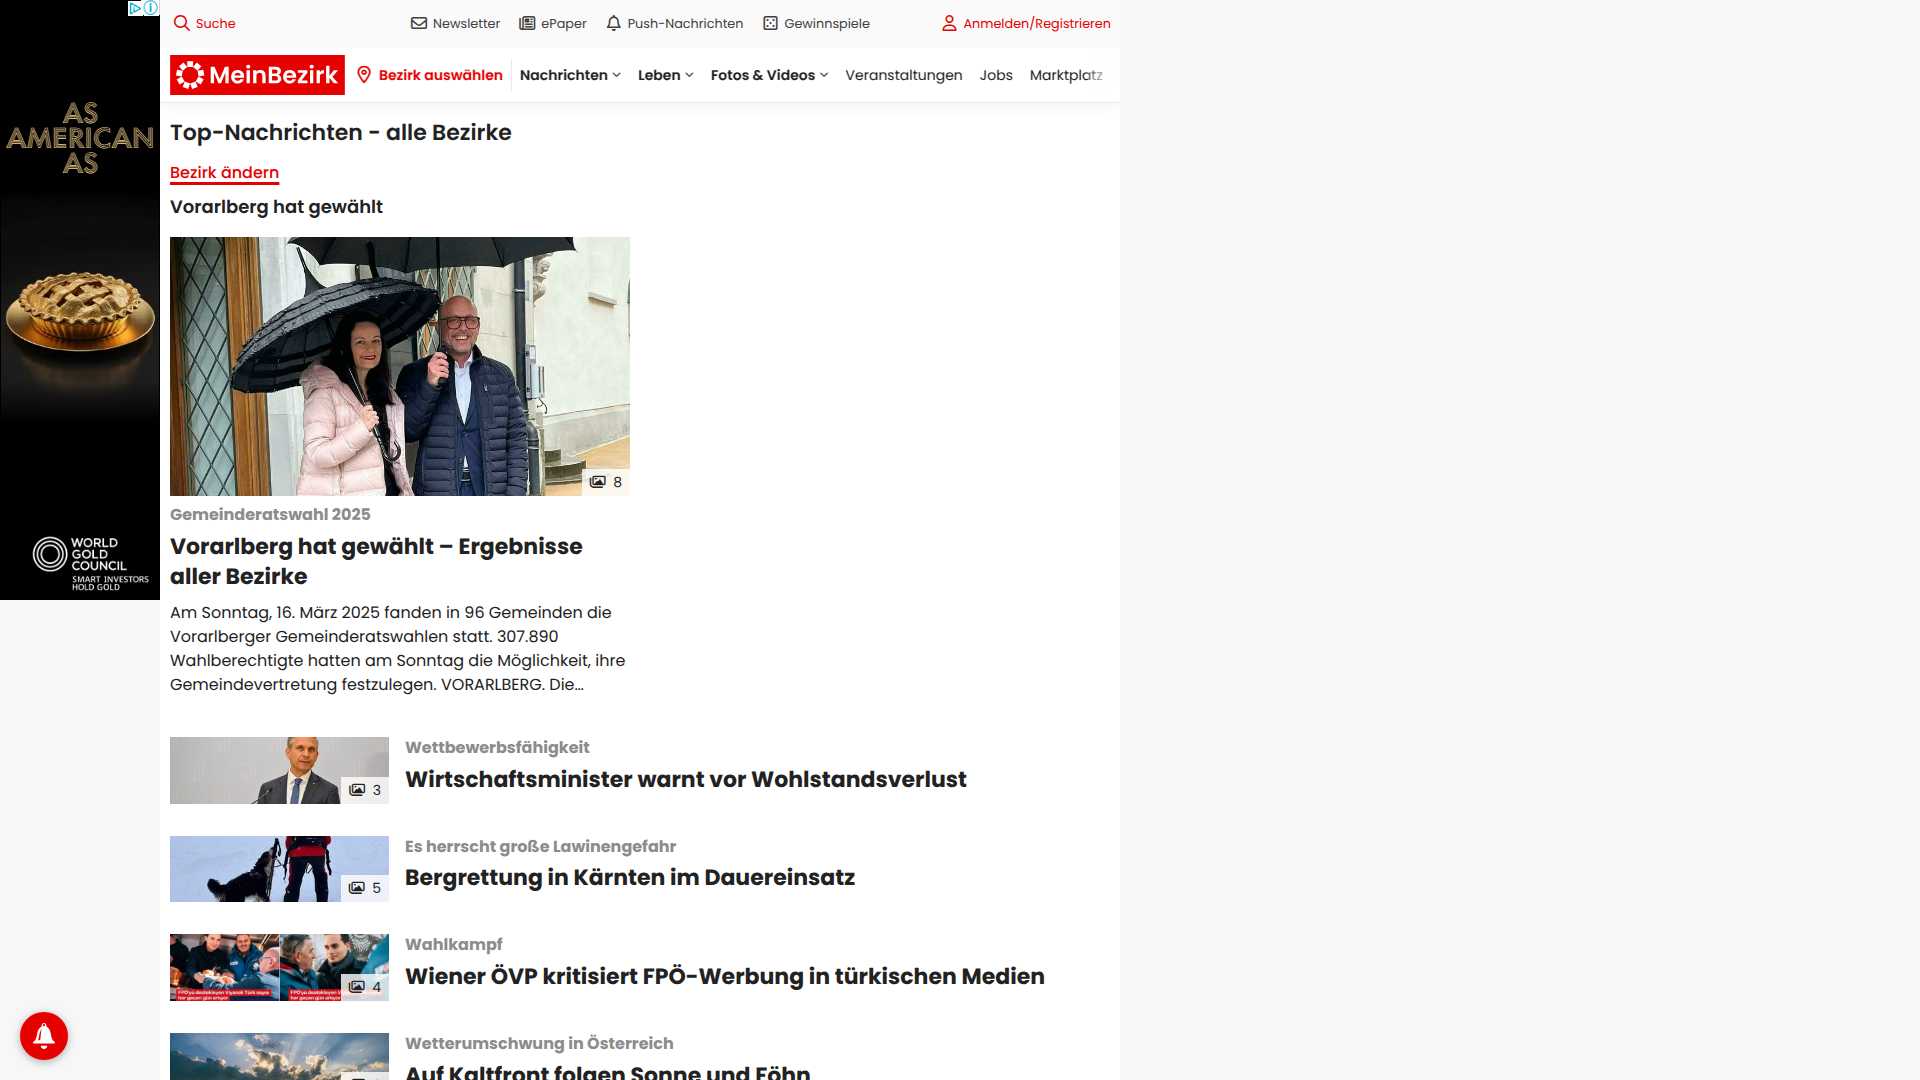 Suche
Newsletter
ePaper
Push-Nachrichten
Gewinnspiele
Anmelden/Registrieren
MeinBezirk
Bezirk auswählen
Nachrichten
Leben
Fotos & Videos
Veranstaltungen
Jobs
Marktplatz
AS
AMERICAN
AS
WORLD
GOLD
COUNCIL
SMART INVESTORS
HOLD GOLD
Top-Nachrichten - alle Bezirke
Bezirk ändern
Vorarlberg hat gewählt
8
Gemeinderatswahl 2025
Vorarlberg hat gewählt – Ergebnisse
aller Bezirke
Am Sonntag, 16. März 2025 fanden in 96 Gemeinden die
Vorarlberger Gemeinderatswahlen statt. 307.890
Wahlberechtigte hatten am Sonntag die Möglichkeit, ihre
Gemeindevertretung festzulegen. VORARLBERG. Die...
3
Wettbewerbsfähigkeit
Wirtschaftsminister warnt vor Wohlstandsverlust
5
Es herrscht große Lawinengefahr
Bergrettung in Kärnten im Dauereinsatz
4
Wahlkampf
Wiener ÖVP kritisiert FPÖ-Werbung in türkischen Medien
Wetterumschwung in Österreich
Auf Kaltfront folgen Sonne und Föhn